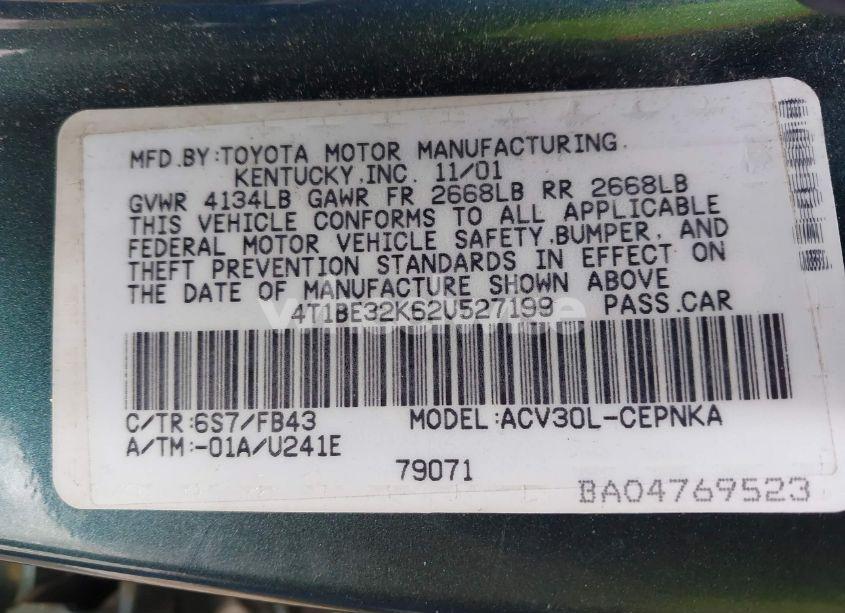 MFD.BY:TOYOTA MOTOR MANUFACTURING
KENTUCKY,INC. 11/01
GVWR 4134LB GAWR FR 2668LB RR 2668LB
THIS VEHICLE CONFORMS TO ALL APPLICABLE
FEDERAL MOTOR VEHICLE SAFETY,BUMPER, AND
THEFT PREVENTION STANDARDS IN EFFECT ON
THE DATE OF MANUFACTURE SHOWN ABOVE
4T1BE32K62U527199 PASS.CAR
C/TR:6S7/FB43 MODEL:ACV30L-CEPNKA
A/TM:-01A/U241E
79071
BA04769523